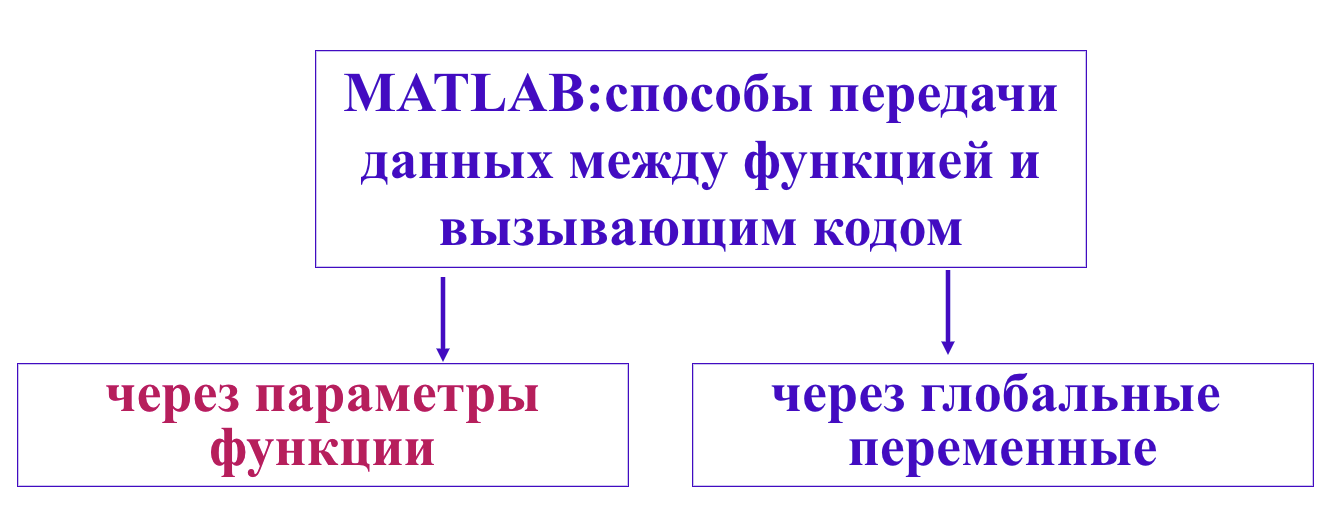 MATLAB:способы передачи
данных между функцией и
вызывающим кодом
через параметры
функции
через глобальные
переменные